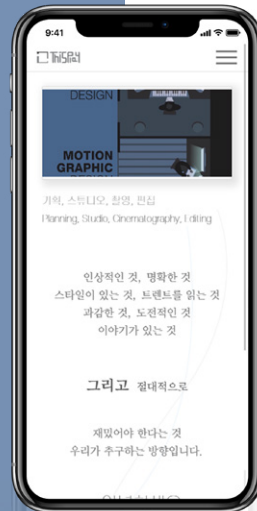 9:41
DESIGN
MOTION
GRAPHIC
기획, 스튜디오, 촬영, 편집
Planning, Studio, Cinematography, Editing
인상적인 것, 명확한 것
스타일이 있는 것, 트렌트를 읽는 것
과감한 것, 도전적인 것
이야기가 있는 것
그리고 절대적으로
재밌어야 한다는 것
우리가 추구하는 방향입니다.